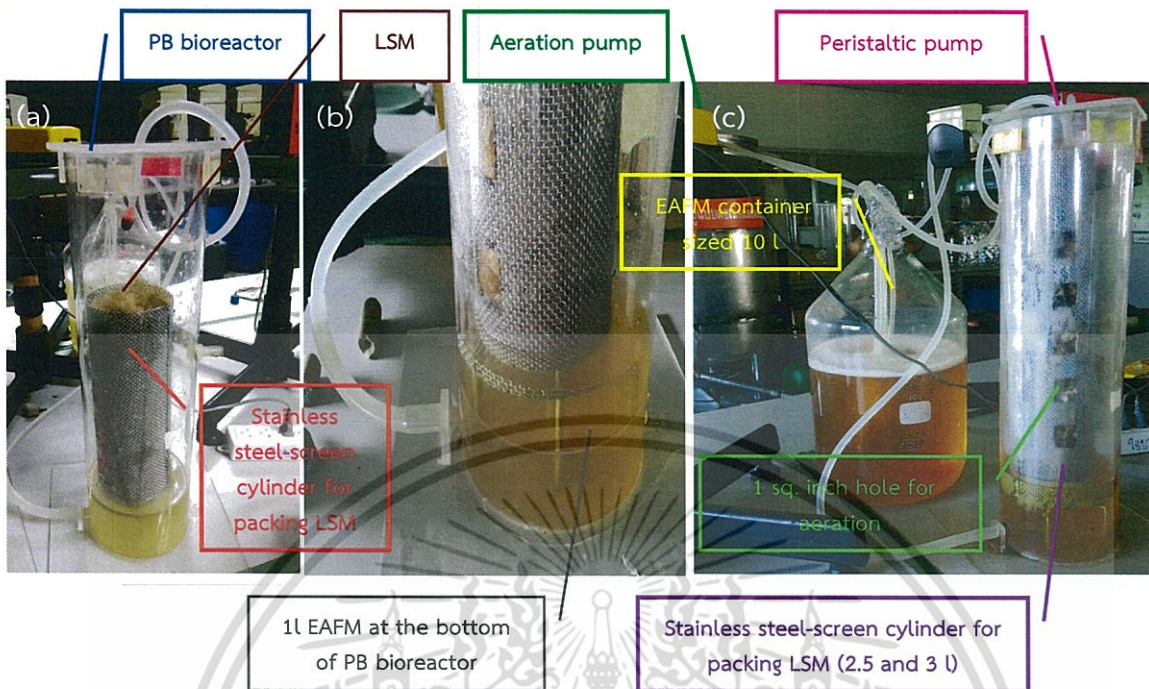 PB bioreactor
LSM
Aeration pump
Peristaltic pump
(a)
(b)
(c)
EAFM container
sized 10 l
Stainless
steel-screen
cylinder for
packing LSM
1 sq. inch hole for
aeration
1l EAFM at the bottom
of PB bioreactor
Stainless steel-screen cylinder for
packing LSM (2.5 and 3 l)